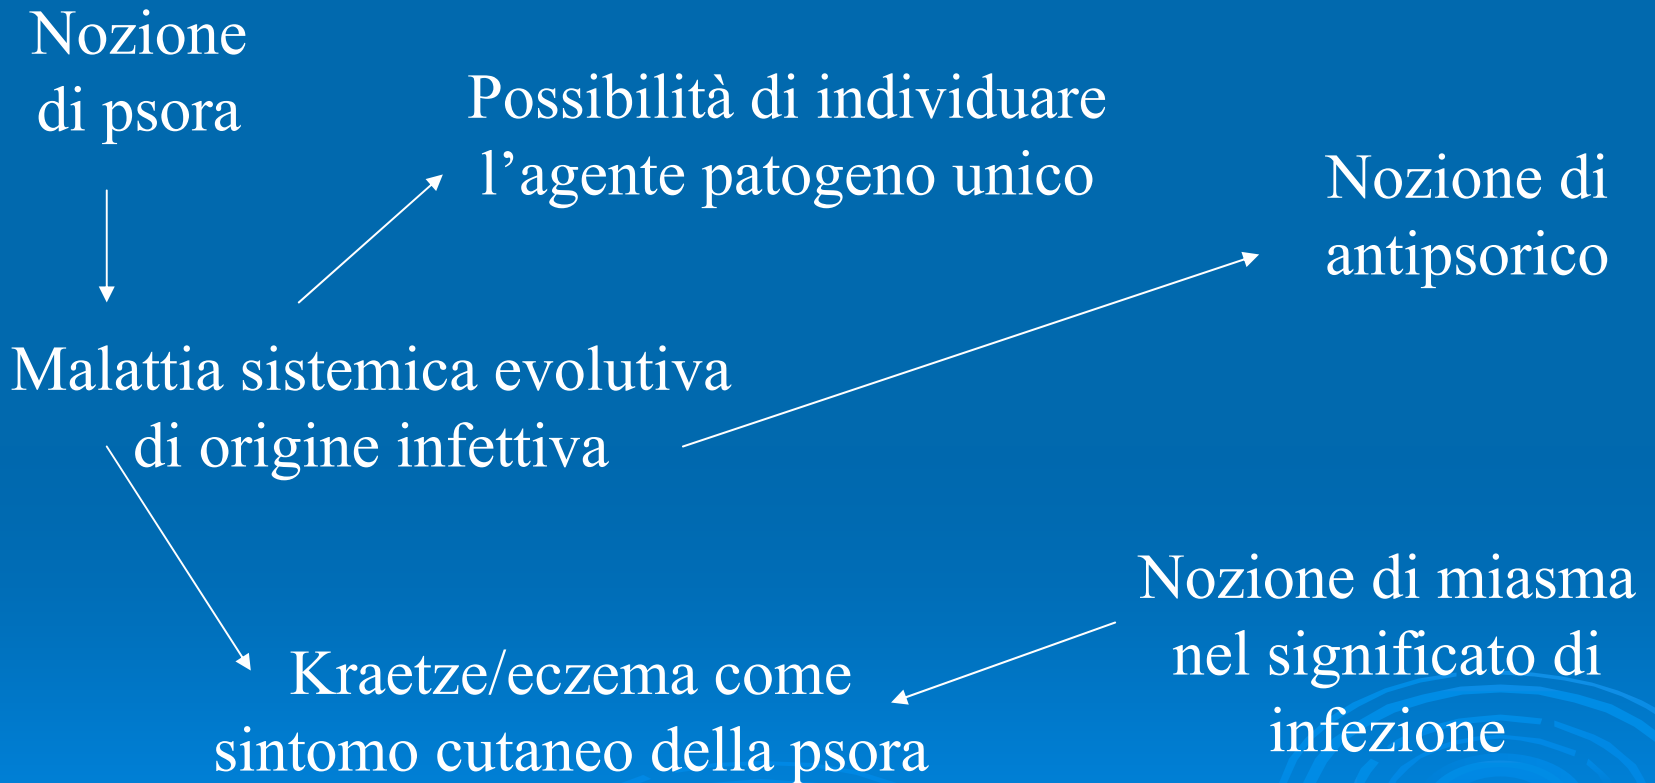 Nozione
di psora
Possibilità di individuare
l’agente patogeno unico
Nozione di
antipsorico
Malattia sistemica evolutiva
di origine infettiva
Nozione di miasma
nel significato di
infezione
Kraetze/eczema come
sintomo cutaneo della psora